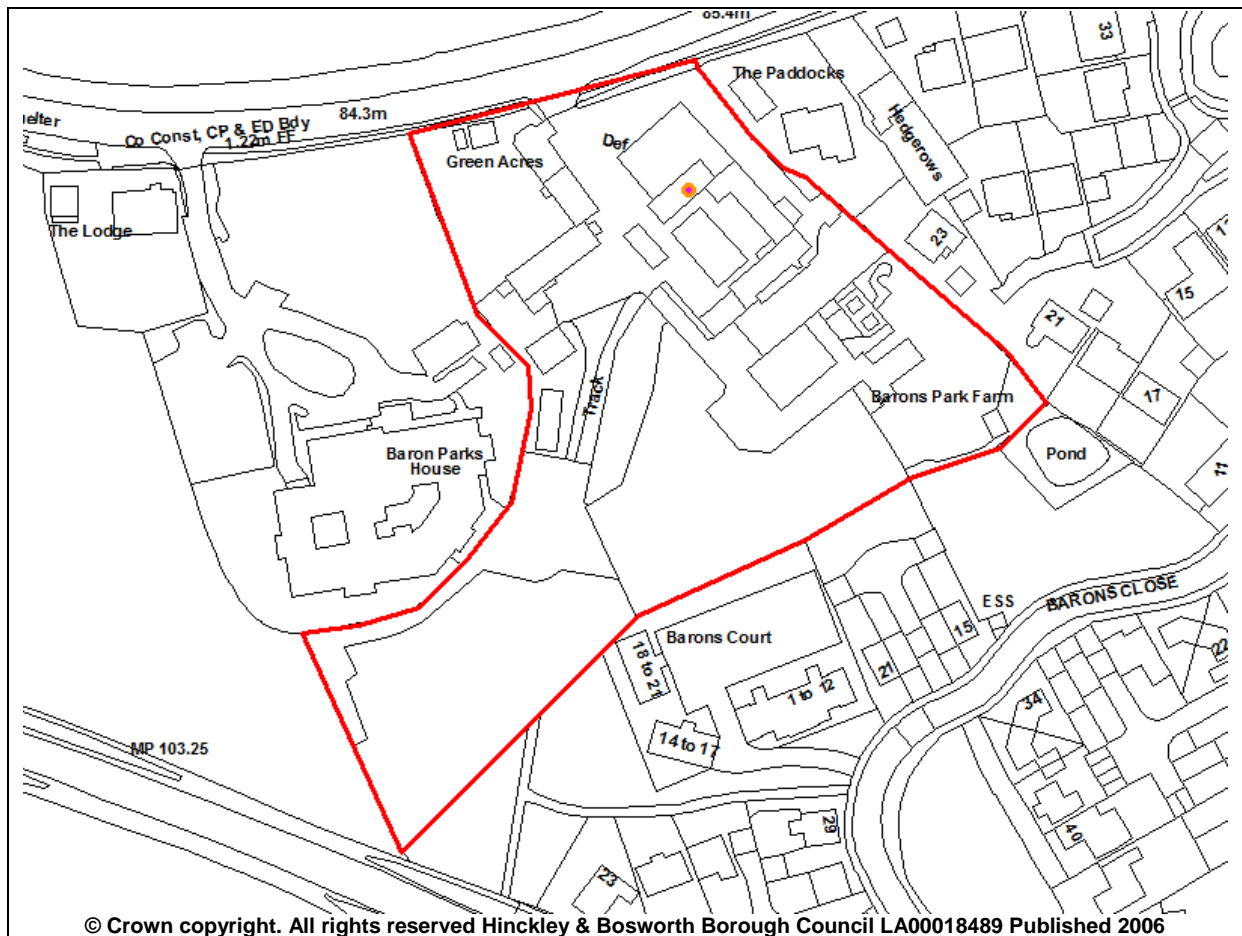 85.4m
33
The Paddocks
elter
84.3m
Co Const, CP & ED Bdy
1.22m FF
Def
Green Acres
Hedgerows
The Lodge
23
15
21
Track
Barons Park Farm
17
Baron Parks
House
Pond
11
BARONS CLOSE
ESS
15
Barons Court
18 to 21
21
1 to 12
22
34
MP 103.25
14 to 17
29
40
23
© Crown copyright. All rights reserved Hinckley & Bosworth Borough Council LA00018489 Published 2006